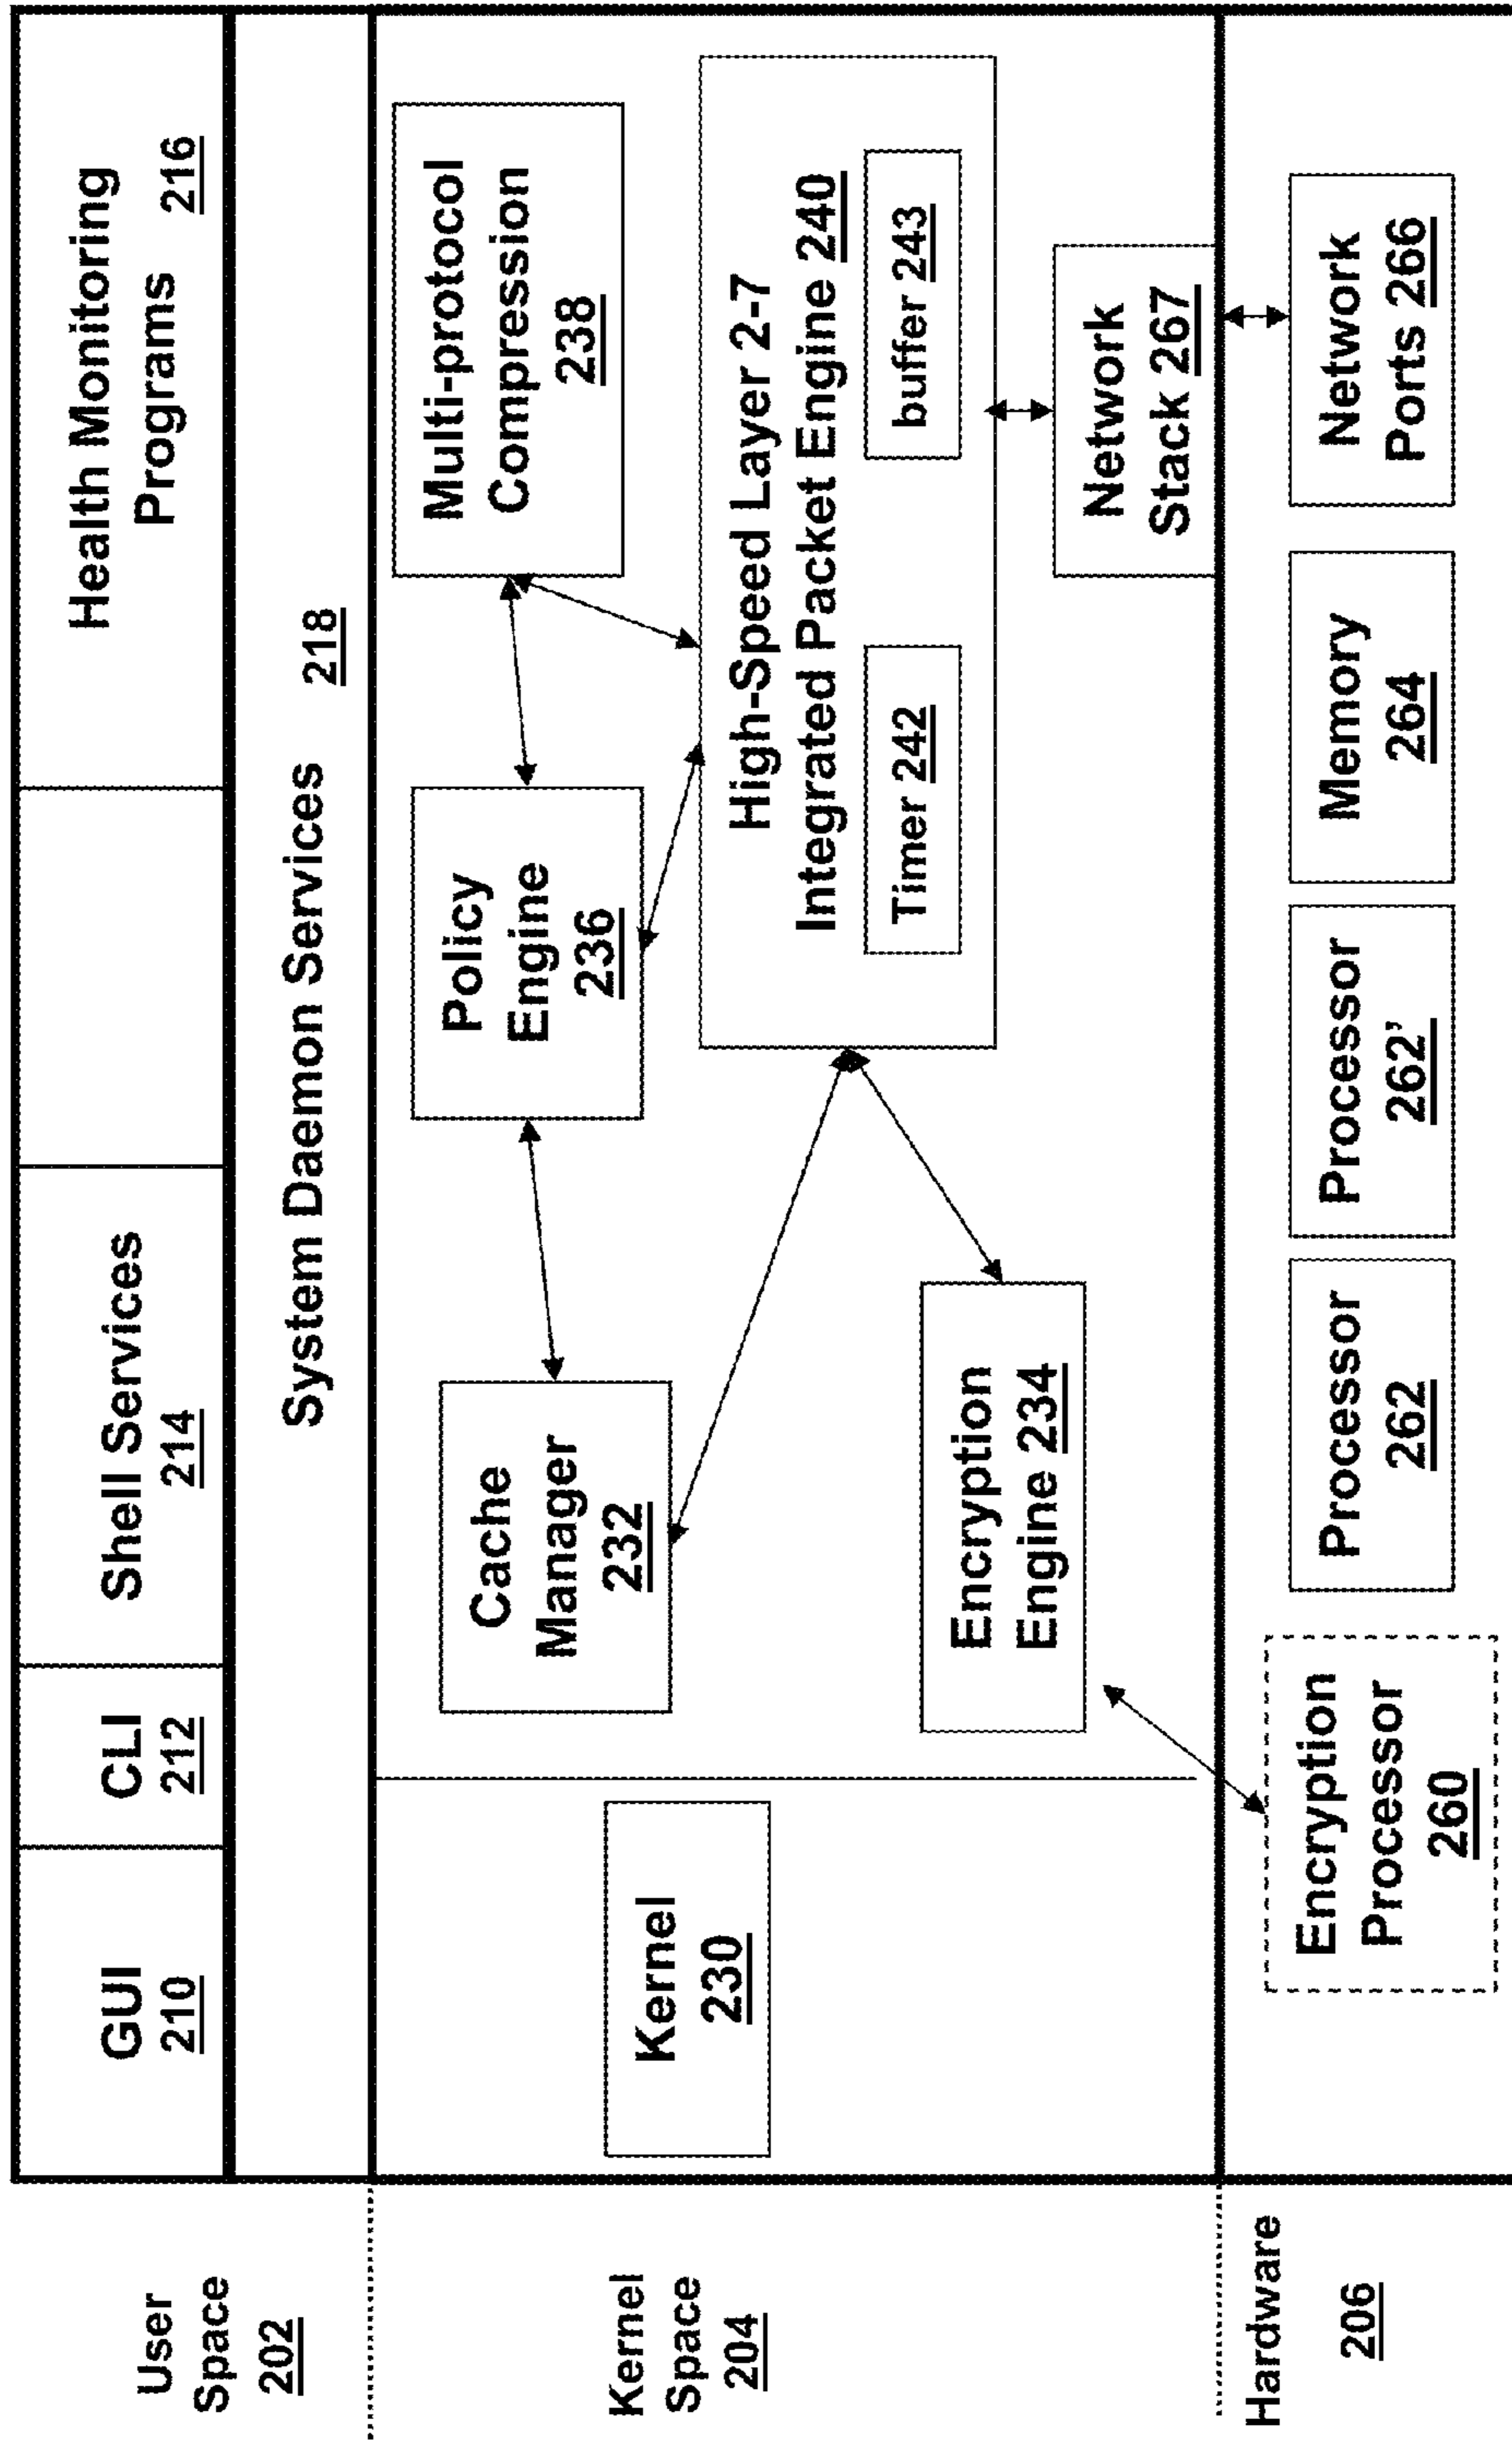 User
Space
202
GUI
210
CLI
212
Shell Services
214
Health Monitoring
Programs 216
System Daemon Services 218
Kernel
Space
204
Kernel
230
Cache
Manager
232
Policy
Engine
236
Multi-protocol
Compression
238
High-Speed Layer 2-7
Integrated Packet Engine 240
Timer 242
buffer 243
Encryption
Engine 234
Network
Stack 267
Hardware
206
Encryption
Processor
260
Processor
262
Processor
262’
Memory
264
Network
Ports 266